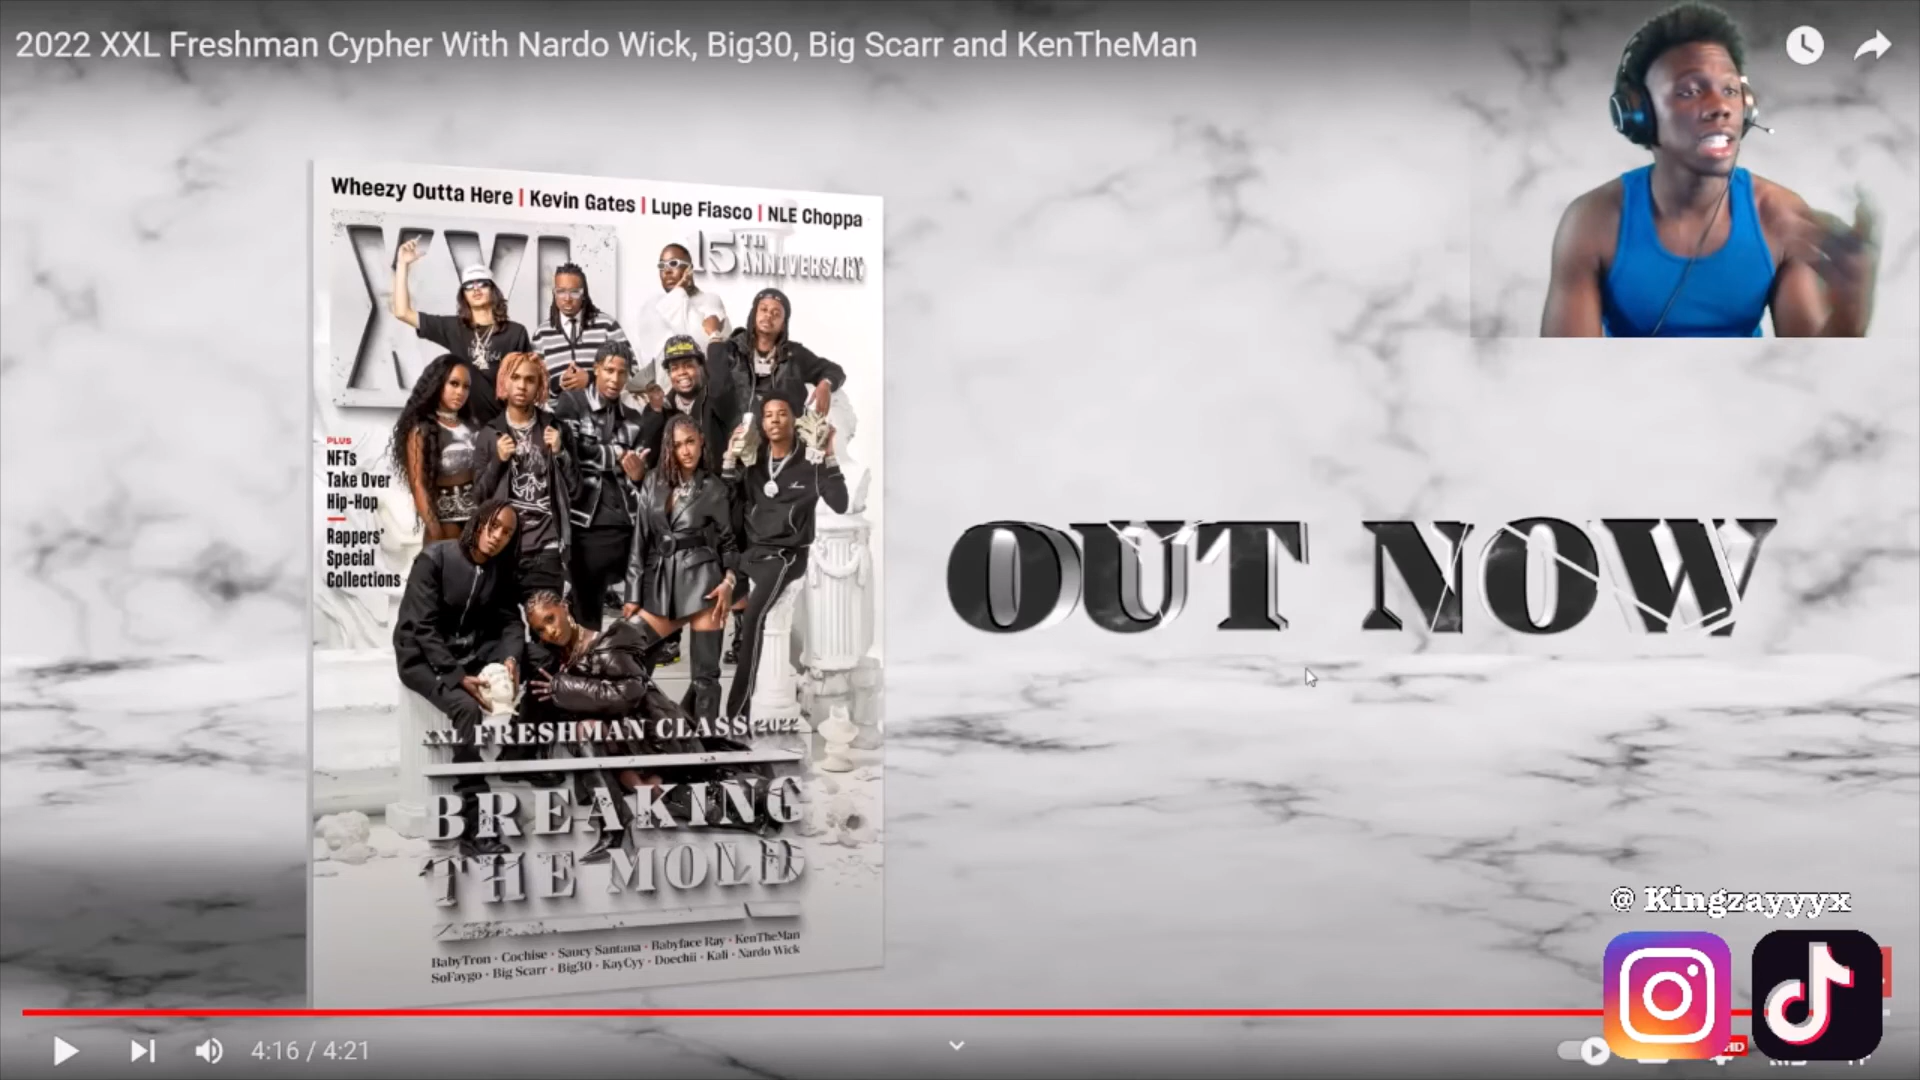 2022 XXL Freshman Cypher With Nardo Wick, Big30, Big Scarr and KenTheMan
Wheezy Outta Here | Kevin Gates | Lupe Fiasco | NLE Choppa
XXL
15TH ANNIVERSARY
PLUS
NFTs
Take Over
Hip-Hop
Rappers'
Special
Collections
OUT NOW
XXL FRESHMAN CLASS 2022
BREAKING
THE MOLD
BabyTron · Cochise · Saucy Santana · Babyface Ray · KenTheMan
SoFaygo · Big Scarr · Big30 · KayCyy · Doechii · Kali · Nardo Wick
@ Kingzayyyx
4:16 / 4:21
HD